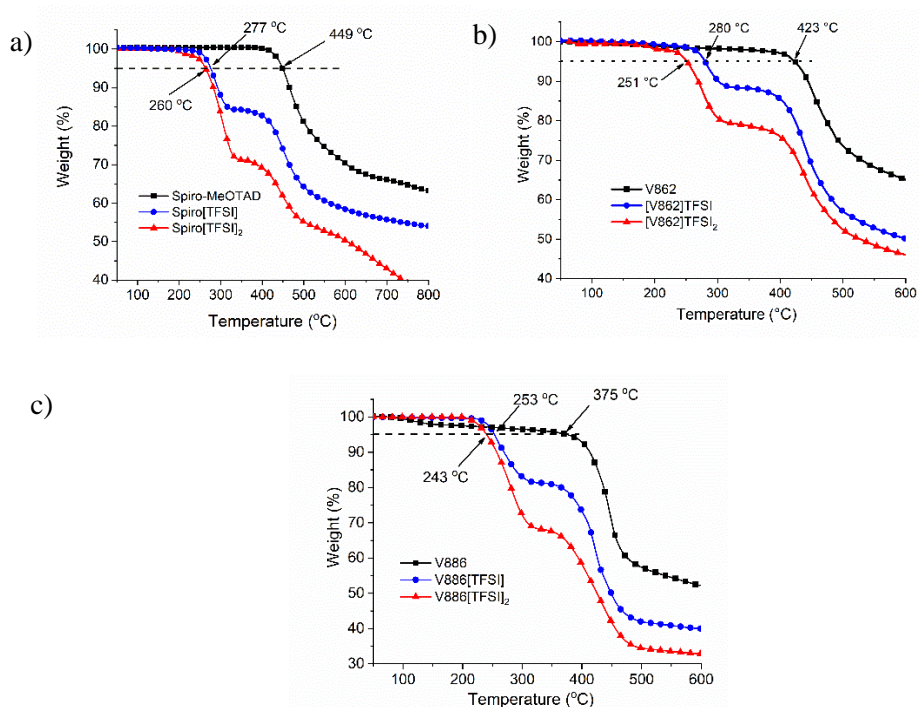 a)
277 °C
449 °C
260 °C
100
90
80
70
60
50
40
Weight (%)
Spiro-MeOTAD
Spiro[TFSI]
Spiro[TFSI]₂
100 200 300 400 500 600 700 800
Temperature (°C)
b)
280 °C
423 °C
251 °C
100
90
80
70
60
50
40
Weight (%)
V862
[V862]TFSI
[V862]TFSI₂
100 200 300 400 500 600
Temperature (°C)
c)
253 °C
375 °C
243 °C
100
90
80
70
60
50
40
30
Weight (%)
V886
V886[TFSI]
V886[TFSI]₂
100 200 300 400 500 600
Temperature (°C)